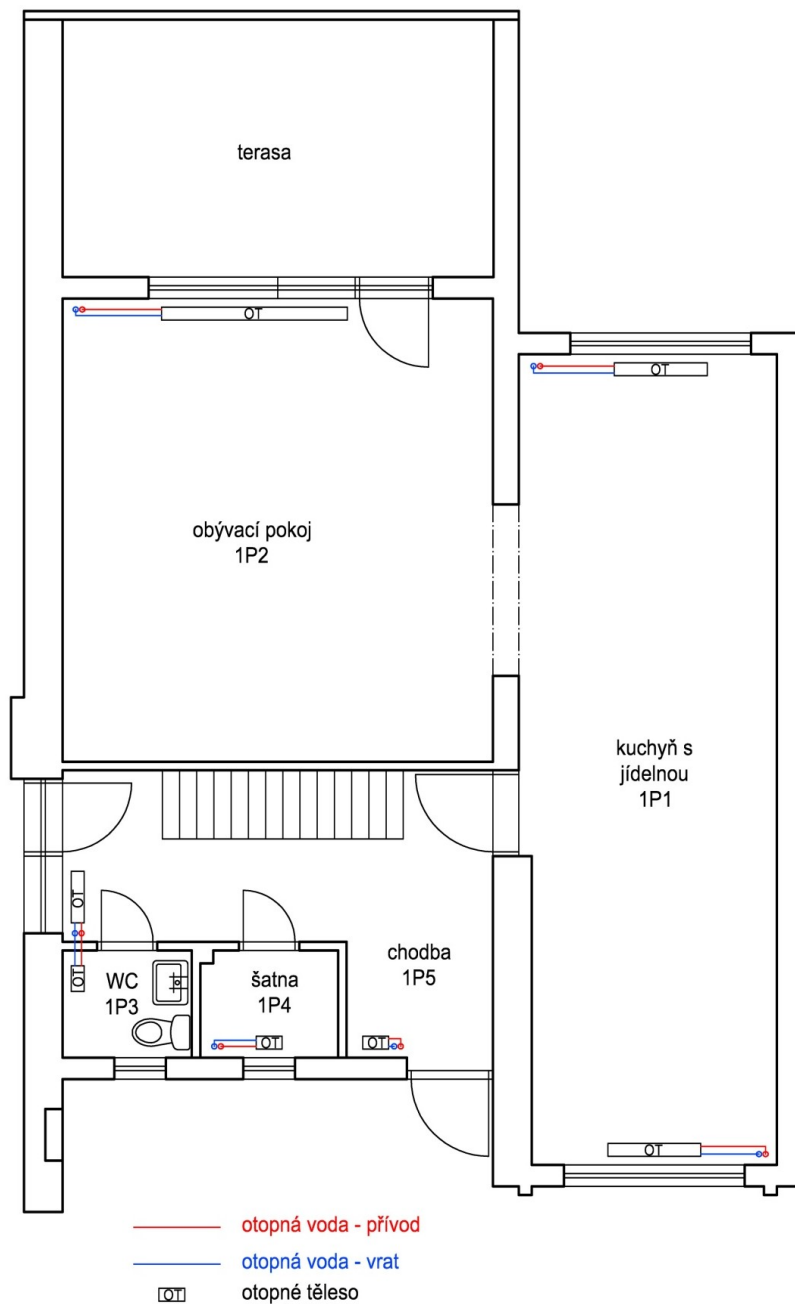 terasa
OT
OT
obývací pokoj
1P2
kuchyň s
jídelnou
1P1
OT
chodba
1P5
WC
1P3
OT
šatna
1P4
OT
OT
OT
otopná voda - přívod
otopná voda - vrat
OT otopné těleso